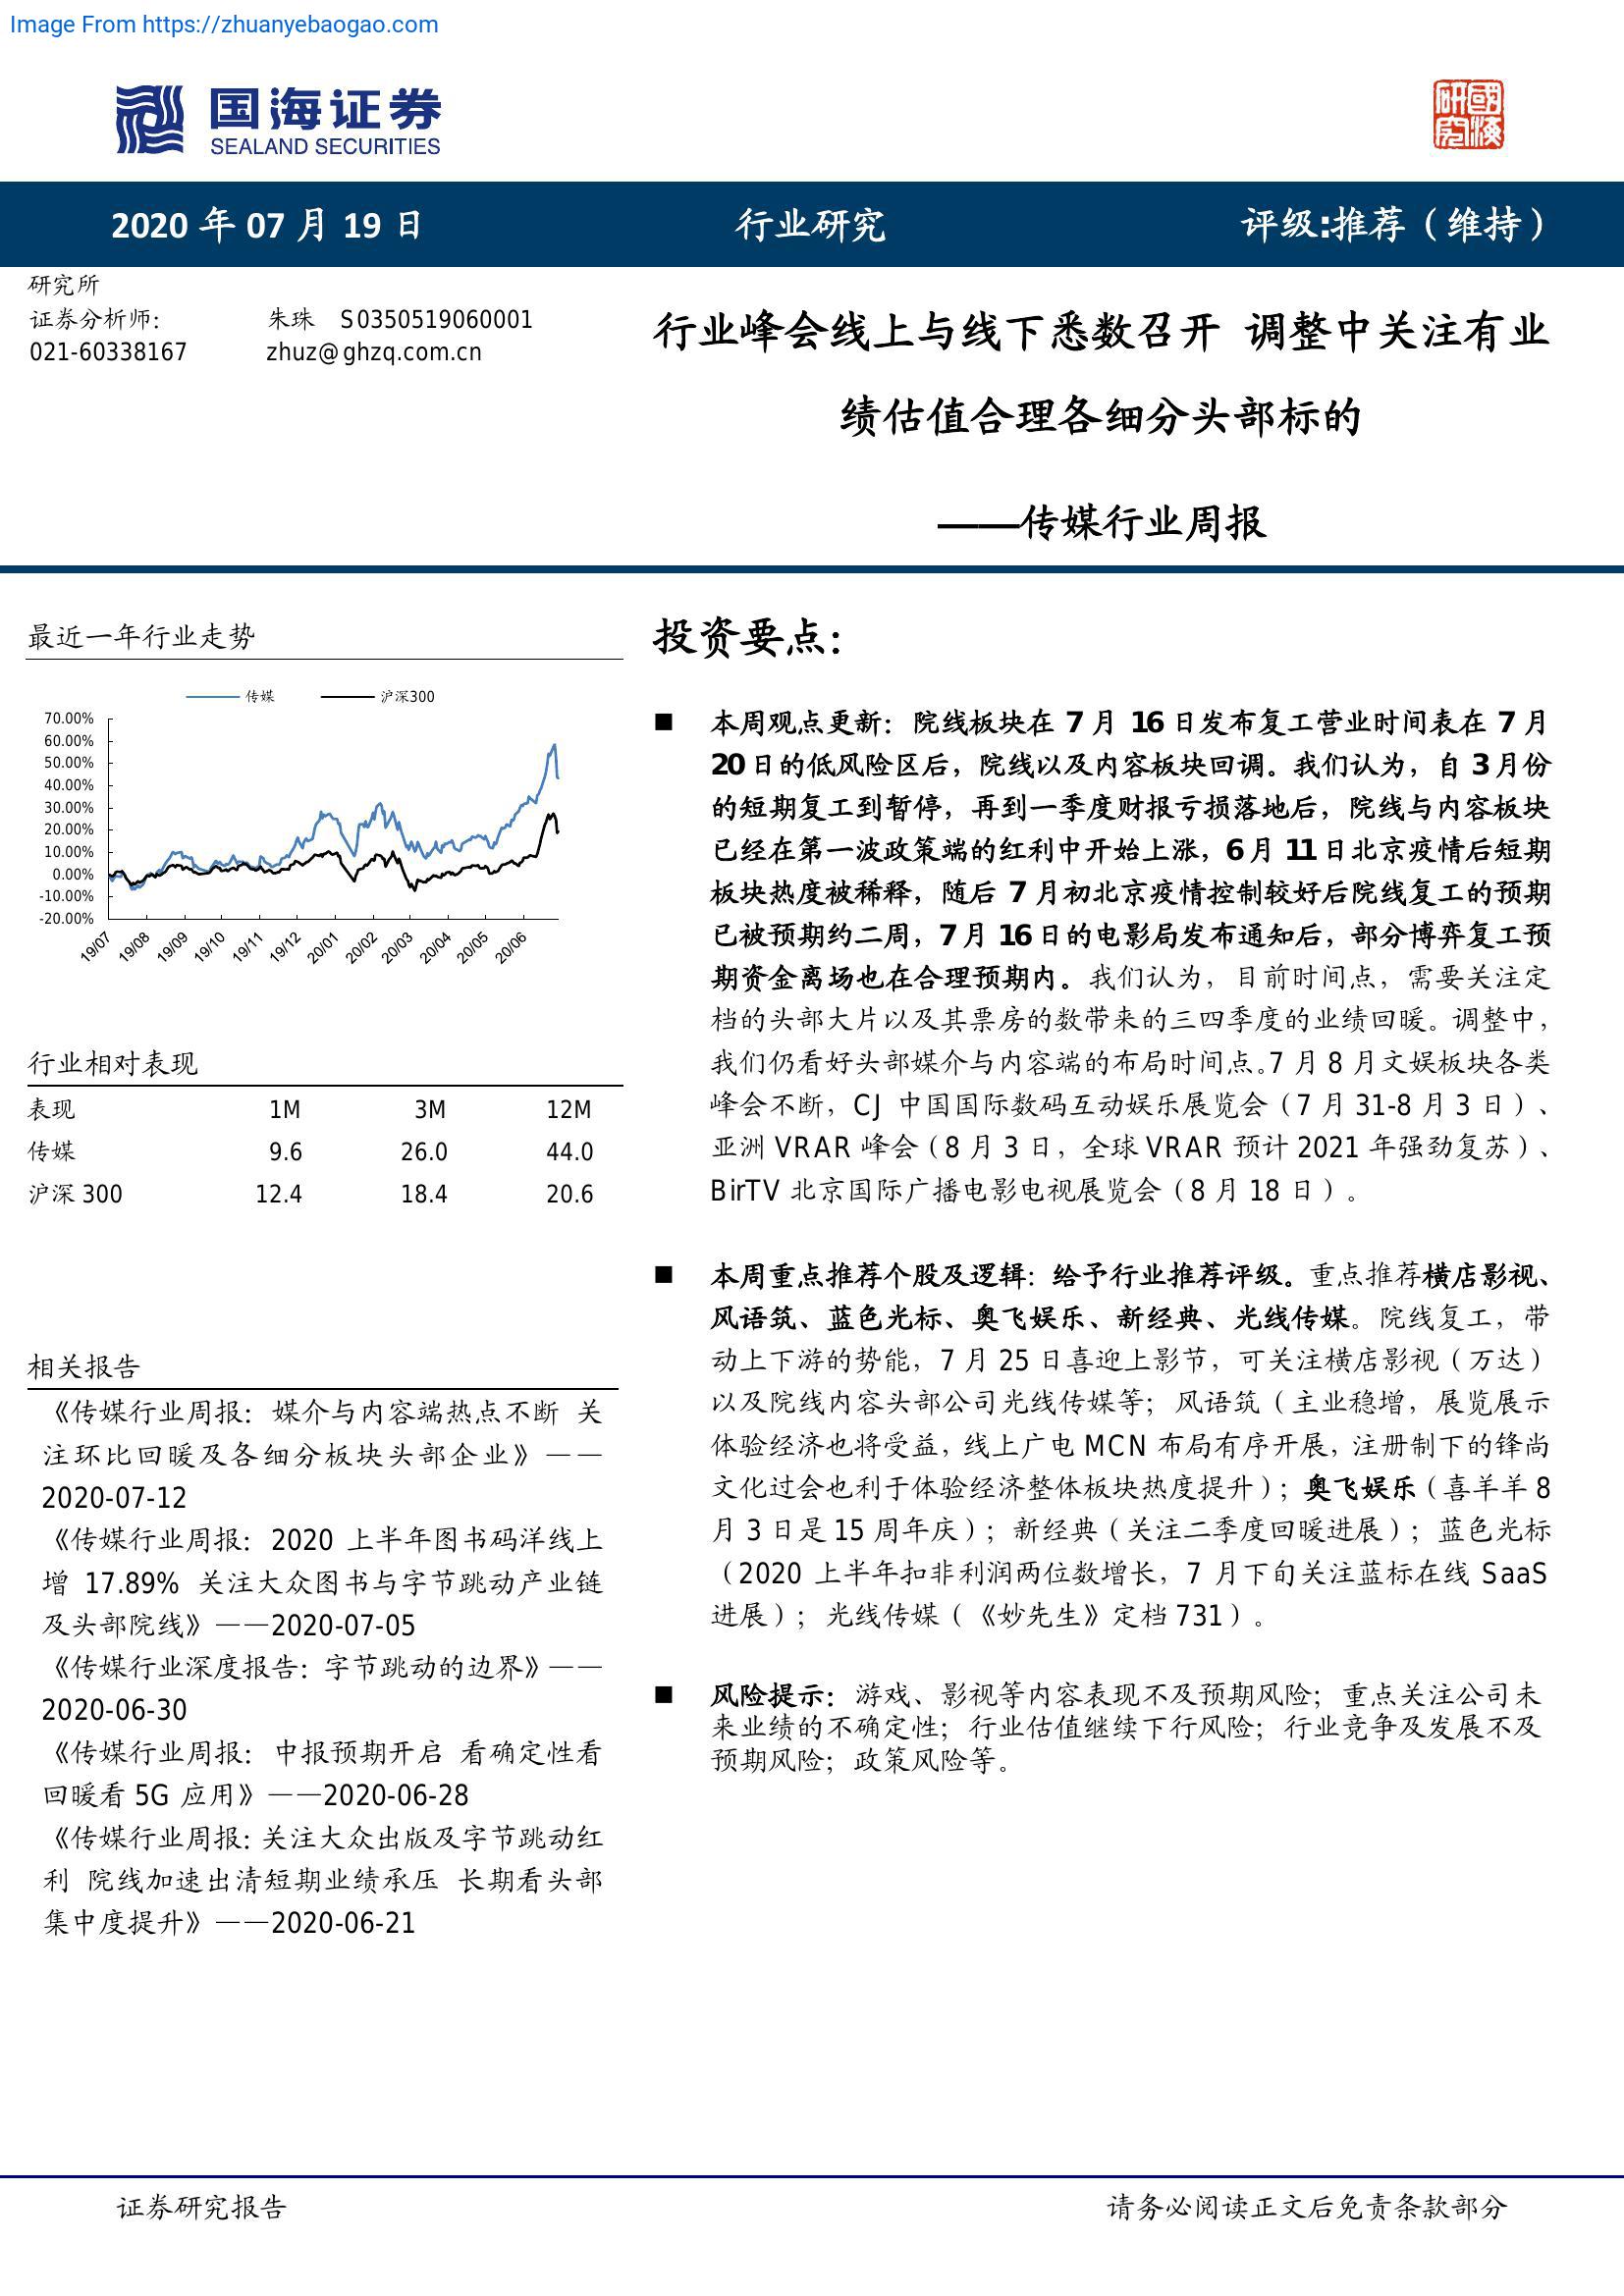 Image From https://zhuanyebaogao.com
国海证券
SEALAND SECURITIES
研國
究海
2020 年 07 月 19 日
行业研究
评级:推荐（维持）
研究所
证券分析师: 朱珠 S0350519060001
021-60338167 zhuz@ghzq.com.cn
行业峰会线上与线下悉数召开 调整中关注有业
绩估值合理各细分头部标的
——传媒行业周报
最近一年行业走势
传媒 沪深300
70.00%
60.00%
50.00%
40.00%
30.00%
20.00%
10.00%
0.00%
-10.00%
-20.00%
19/07 19/08 19/09 19/10 19/11 19/12 20/01 20/02 20/03 20/04 20/05 20/06
行业相对表现
表现 1M 3M 12M
传媒 9.6 26.0 44.0
沪深 300 12.4 18.4 20.6
相关报告
《传媒行业周报：媒介与内容端热点不断 关
注环比回暖及各细分板块头部企业》——
2020-07-12
《传媒行业周报：2020 上半年图书码洋线上
增 17.89% 关注大众图书与字节跳动产业链
及头部院线》——2020-07-05
《传媒行业深度报告：字节跳动的边界》——
2020-06-30
《传媒行业周报：中报预期开启 看确定性看
回暖看 5G 应用》——2020-06-28
《传媒行业周报：关注大众出版及字节跳动红
利 院线加速出清短期业绩承压 长期看头部
集中度提升》——2020-06-21
投资要点：
■ 本周观点更新：院线板块在 7 月 16 日发布复工营业时间表在 7 月
20 日的低风险区后，院线以及内容板块回调。我们认为，自 3 月份
的短期复工到暂停，再到一季度财报亏损落地后，院线与内容板块
已经在第一波政策端的红利中开始上涨，6 月 11 日北京疫情后短期
板块热度被稀释，随后 7 月初北京疫情控制较好后院线复工的预期
已被预期约二周，7 月 16 日的电影局发布通知后，部分博弈复工预
期资金离场也在合理预期内。我们认为，目前时间点，需要关注定
档的头部大片以及其票房的数带来的三四季度的业绩回暖。调整中，
我们仍看好头部媒介与内容端的布局时间点。7 月 8 月文娱板块各类
峰会不断，CJ 中国国际数码互动娱乐展览会（7 月 31-8 月 3 日）、
亚洲 VRAR 峰会（8 月 3 日，全球 VRAR 预计 2021 年强劲复苏）、
BirTV 北京国际广播电影电视展览会（8 月 18 日）。
■ 本周重点推荐个股及逻辑：给予行业推荐评级。重点推荐横店影视、
风语筑、蓝色光标、奥飞娱乐、新经典、光线传媒。院线复工，带
动上下游的势能，7 月 25 日喜迎上影节，可关注横店影视（万达）
以及院线内容头部公司光线传媒等；风语筑（主业稳增，展览展示
体验经济也将受益，线上广电 MCN 布局有序开展，注册制下的锋尚
文化过会也利于体验经济整体板块热度提升）；奥飞娱乐（喜羊羊 8
月 3 日是 15 周年庆）；新经典（关注二季度回暖进展）；蓝色光标
（2020 上半年扣非利润两位数增长，7 月下旬关注蓝标在线 SaaS
进展）；光线传媒（《妙先生》定档 731）。
■ 风险提示：游戏、影视等内容表现不及预期风险；重点关注公司未
来业绩的不确定性；行业估值继续下行风险；行业竞争及发展不及
预期风险；政策风险等。
证券研究报告
请务必阅读正文后免责条款部分